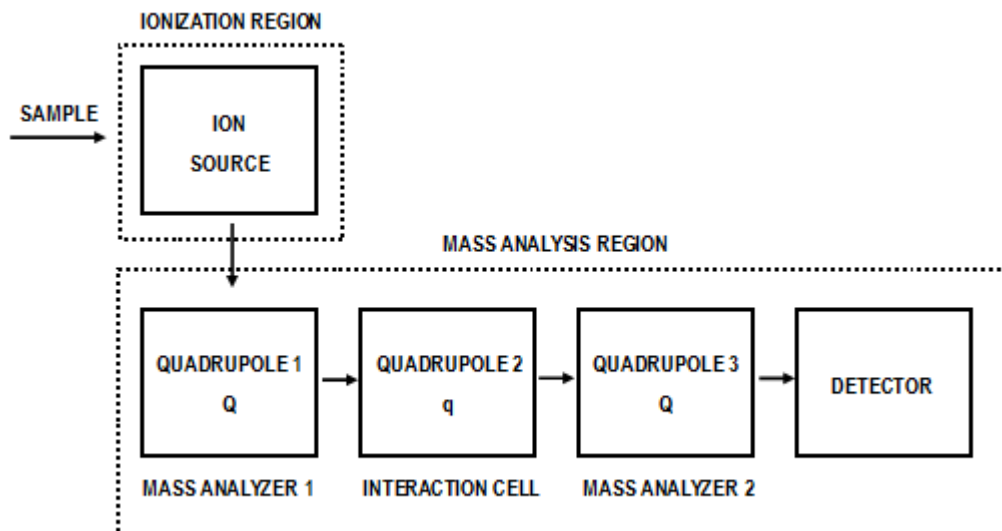 IONIZATION REGION
SAMPLE
ION
SOURCE
MASS ANALYSIS REGION
QUADRUPOLE 1
Q
QUADRUPOLE 2
q
QUADRUPOLE 3
Q
DETECTOR
MASS ANALYZER 1
INTERACTION CELL
MASS ANALYZER 2